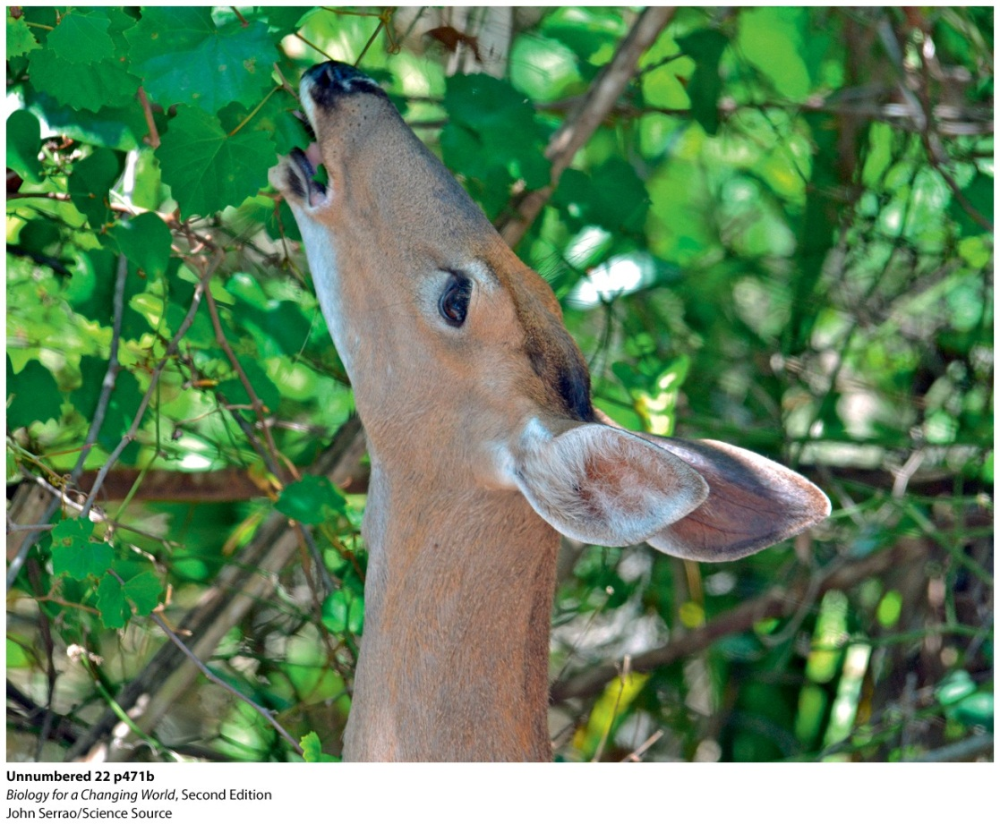 Unnumbered 22 p471b
Biology for a Changing World, Second Edition
John Serrao/Science Source